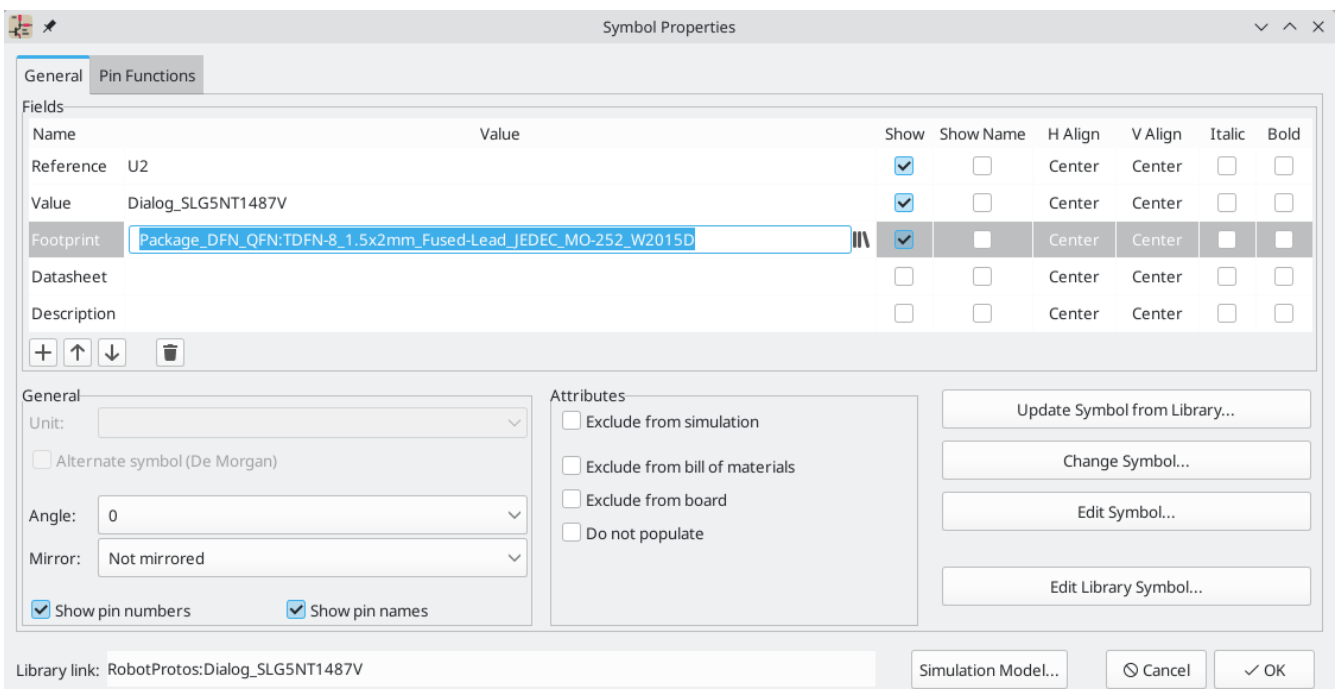 Symbol Properties
General Pin Functions
Fields
Name Value Show Show Name H Align V Align Italic Bold
Reference U2 Center Center
Value Dialog_SLG5NT1487V Center Center
Footprint Package_DFN_QFN:TDFN-8_1.5x2mm_Fused-Lead_JEDEC_MO-252_W2015D Center Center
Datasheet Center Center
Description Center Center
General Attributes
Unit: Exclude from simulation Update Symbol from Library...
Alternate symbol (De Morgan) Exclude from bill of materials Change Symbol...
Angle: 0 Exclude from board Edit Symbol...
Mirror: Not mirrored Do not populate
Edit Library Symbol...
Show pin numbers Show pin names
Library link: RobotProtos:Dialog_SLG5NT1487V Simulation Model... Cancel OK